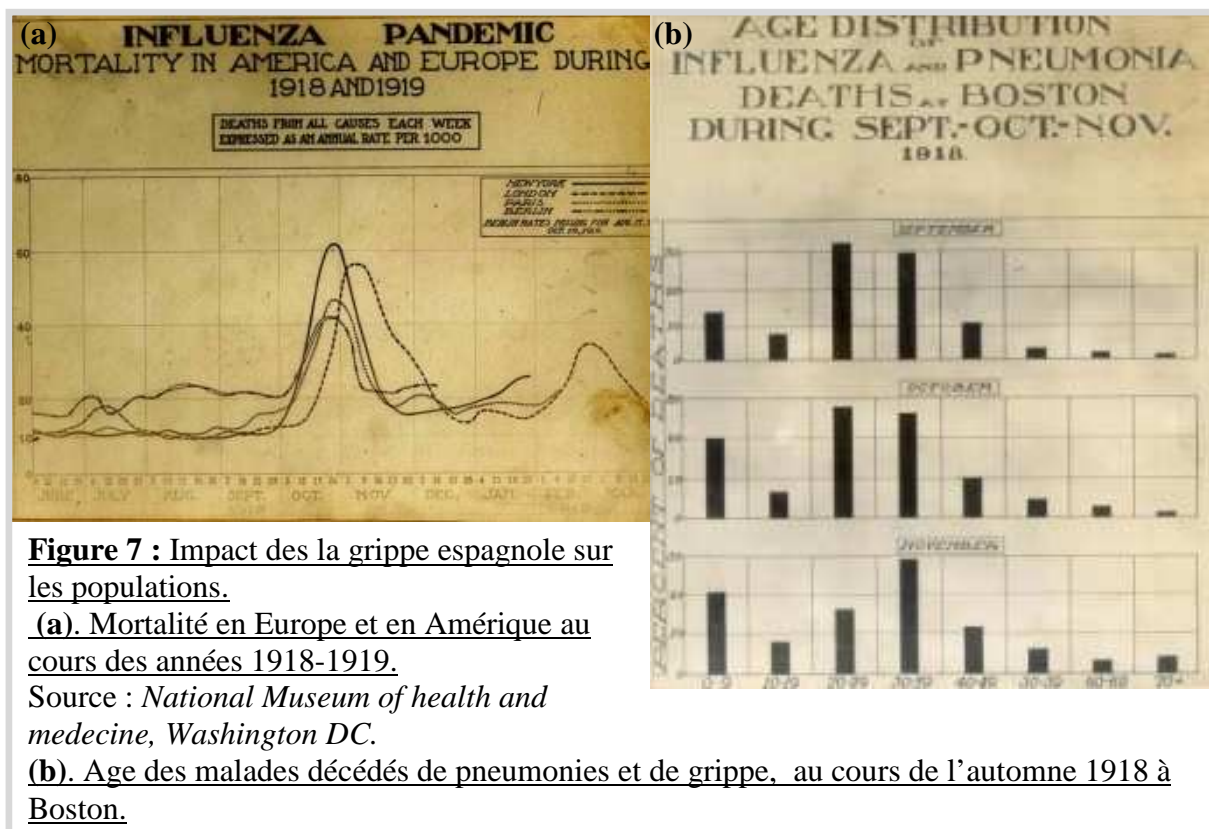 (a) INFLUENZA PANDEMIC
MORTALITY IN AMERICA AND EUROPE DURING
1918 AND 1919
DEATHS FROM ALL CAUSES EACH WEEK
EXPRESSED AS AN ANNUAL RATE PER 1000
NEW YORK
LONDON
PARIS
BERLIN
80
60
40
20
10
0
JUNE JULY AUG. SEPT. OCT. NOV. DEC. JAN. FEB. MAR.
(b) AGE DISTRIBUTION
OF
INFLUENZA AND PNEUMONIA
DEATHS AT BOSTON
DURING SEPT.-OCT.-NOV.
1918.
PERCENT OF DEATHS
SEPTEMBER
OCTOBER
NOVEMBER
0-9 10-19 20-29 30-39 40-49 60-69 70+
Figure 7 : Impact des la grippe espagnole sur
les populations.
(a). Mortalité en Europe et en Amérique au
cours des années 1918-1919.
Source : National Museum of health and
medecine, Washington DC.
(b). Age des malades décédés de pneumonies et de grippe, au cours de l’automne 1918 à
Boston.